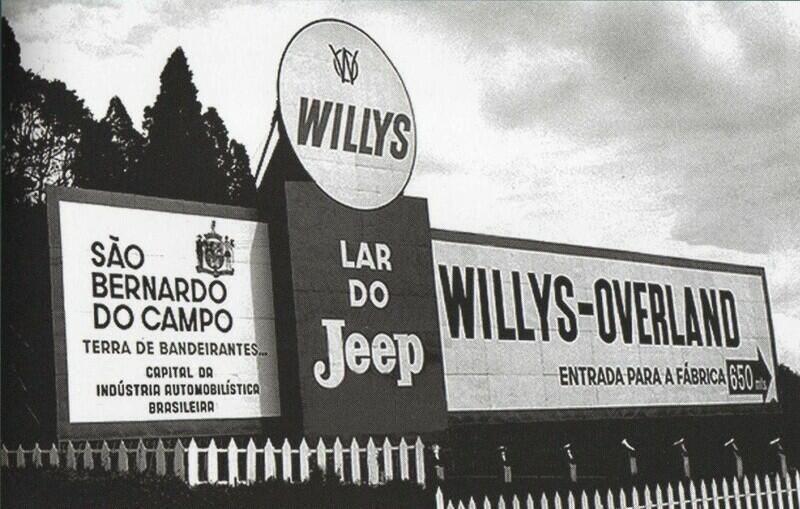 WILLYS
SÃO
BERNARDO
DO CAMPO
TERRA DE BANDEIRANTES...
CAPITAL DA
INDÚSTRIA AUTOMOBILÍSTICA
BRASILEIRA
LAR
DO
Jeep
WILLYS-OVERLAND
ENTRADA PARA A FÁBRICA 650 mts.